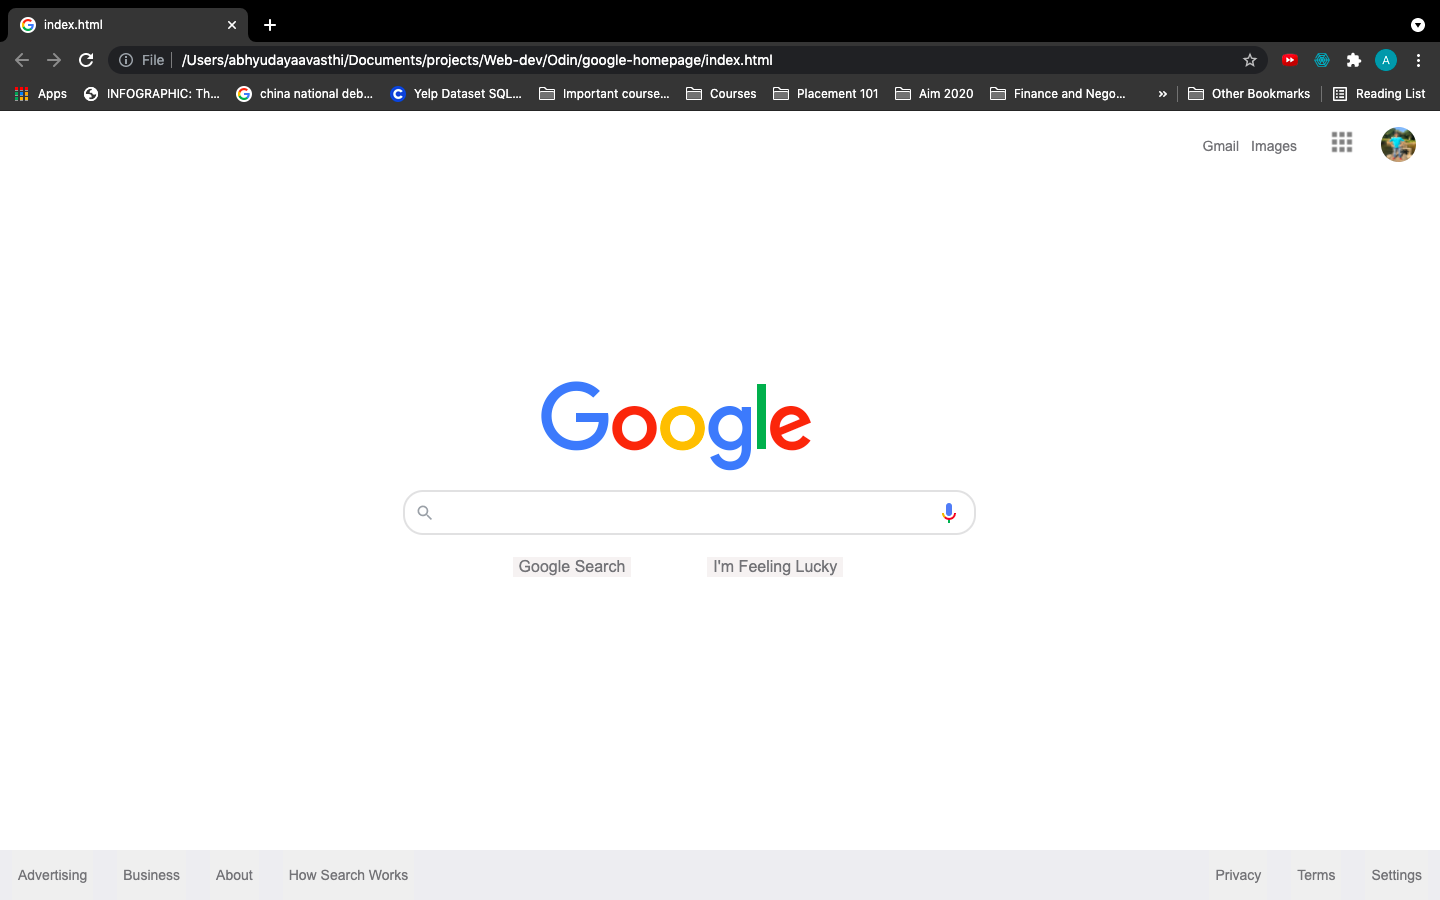 index.html
File /Users/abhyudayaavasthi/Documents/projects/Web-dev/Odin/google-homepage/index.html A
Apps INFOGRAPHIC: Th... china national deb... C Yelp Dataset SQL... Important course... Courses Placement 101 Aim 2020 Finance and Nego... » Other Bookmarks Reading List
Gmail Images
Google
Google Search I'm Feeling Lucky
Advertising Business About How Search Works Privacy Terms Settings